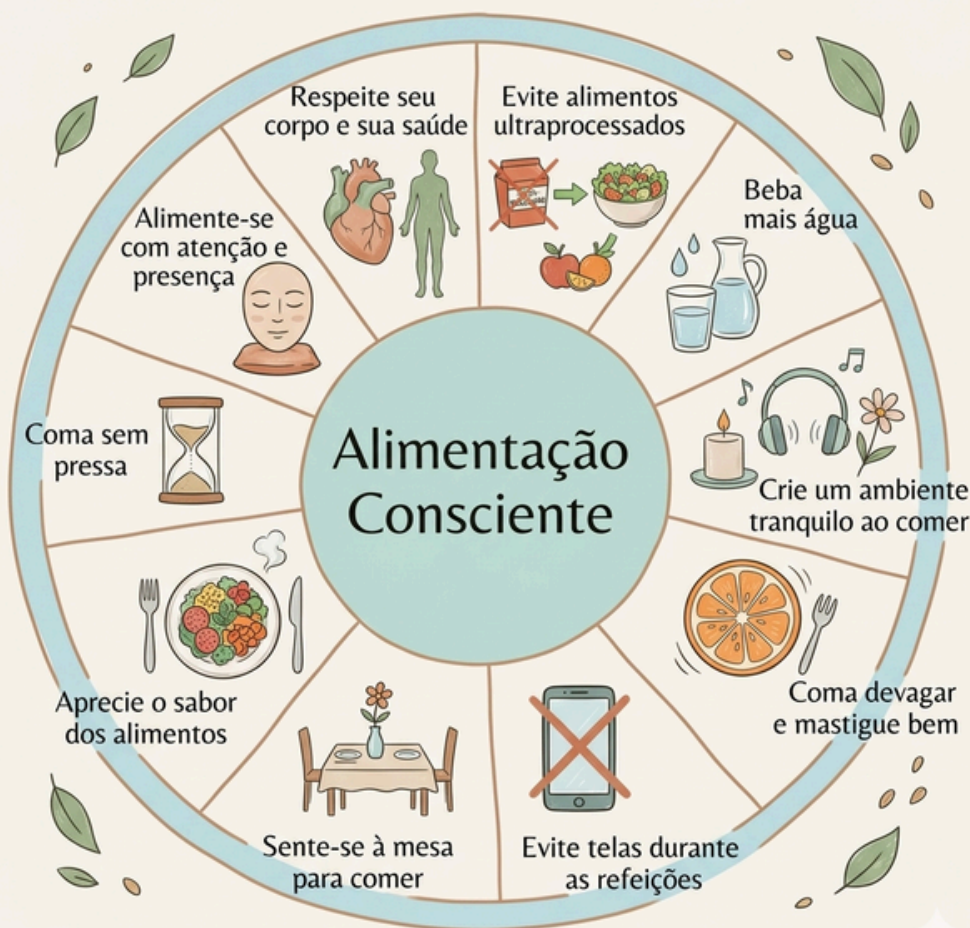 Alimentação
Consciente
Respeite seu
corpo e sua saúde
Evite alimentos
ultraprocessados
Beba
mais água
Crie um ambiente
tranquilo ao comer
Coma devagar
e mastigue bem
Evite telas durante
as refeições
Sente-se à mesa
para comer
Aprecie o sabor
dos alimentos
Coma sem
pressa
Alimente-se
com atenção e
presença